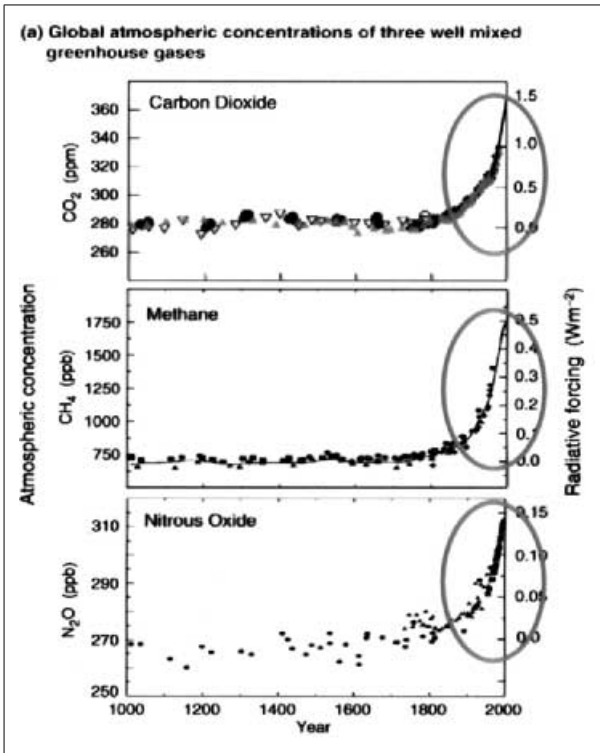 (a) Global atmospheric concentrations of three well mixed
greenhouse gases
Atmospheric concentration
Radiative forcing (Wm⁻²)
Carbon Dioxide
CO₂ (ppm)
360
340
320
300
280
260
1.5
1.0
0.5
0.0
Methane
CH₄ (ppb)
1750
1500
1250
1000
750
0.5
0.4
0.3
0.2
0.1
0.0
Nitrous Oxide
N₂O (ppb)
310
290
270
250
0.15
0.10
0.05
0.0
1000 1200 1400 1600 1800 2000
Year